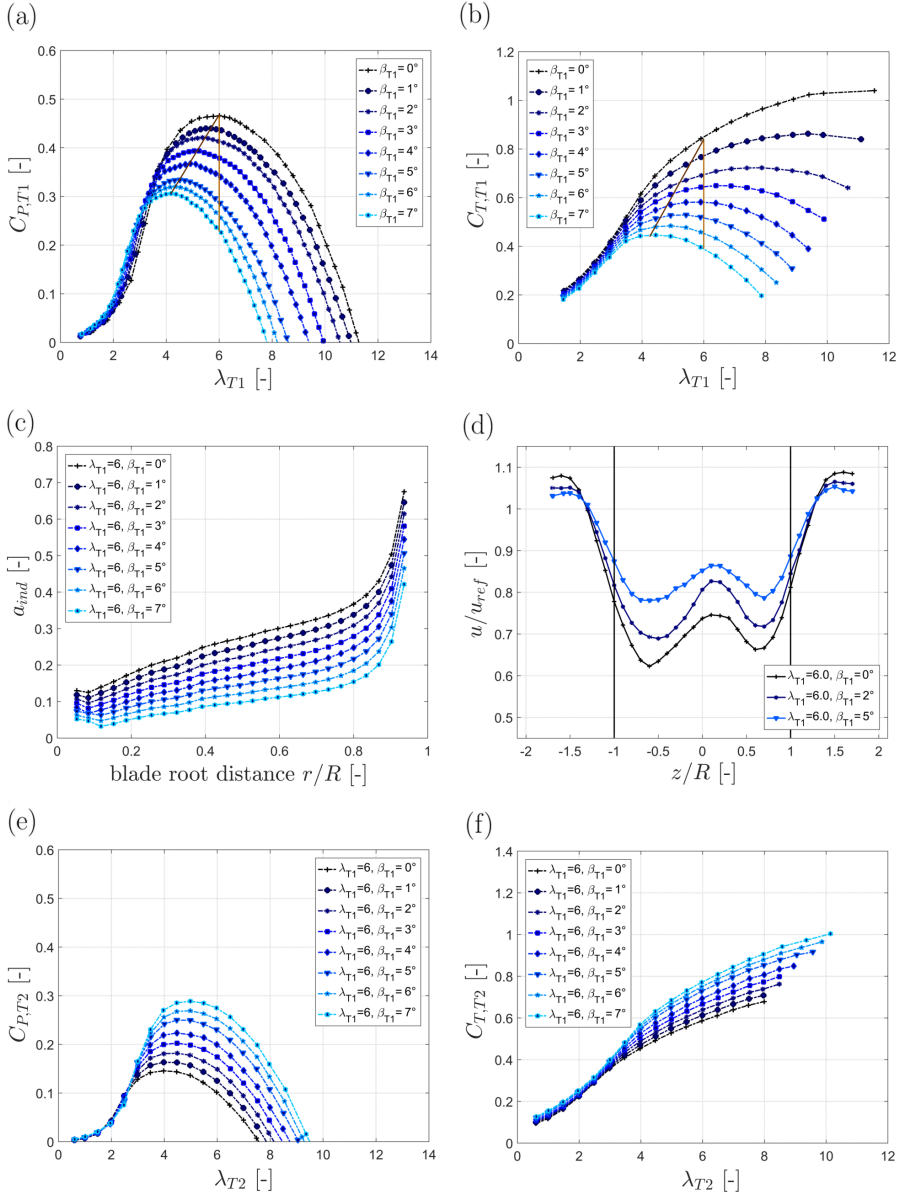 (a)
0.6
0.5
0.4
0.3
0.2
0.1
0
C_{P,T1} [-]
0 2 4 6 8 10 12 14
λ_{T1} [-]
β_{T1}= 0°
β_{T1}= 1°
β_{T1}= 2°
β_{T1}= 3°
β_{T1}= 4°
β_{T1}= 5°
β_{T1}= 6°
β_{T1}= 7°
(b)
1.2
1
0.8
0.6
0.4
0.2
0
C_{T,T1} [-]
0 2 4 6 8 10 12
λ_{T1} [-]
β_{T1}= 0°
β_{T1}= 1°
β_{T1}= 2°
β_{T1}= 3°
β_{T1}= 4°
β_{T1}= 5°
β_{T1}= 6°
β_{T1}= 7°
(c)
0.8
0.7
0.6
0.5
0.4
0.3
0.2
0.1
0
a_{ind} [-]
0 0.2 0.4 0.6 0.8 1
blade root distance r/R [-]
λ_{T1}=6, β_{T1}= 0°
λ_{T1}=6, β_{T1}= 1°
λ_{T1}=6, β_{T1}= 2°
λ_{T1}=6, β_{T1}= 3°
λ_{T1}=6, β_{T1}= 4°
λ_{T1}=6, β_{T1}= 5°
λ_{T1}=6, β_{T1}= 6°
λ_{T1}=6, β_{T1}= 7°
(d)
1.1
1
0.9
0.8
0.7
0.6
0.5
u/u_{ref} [-]
-2 -1.5 -1 -0.5 0 0.5 1 1.5 2
z/R [-]
λ_{T1}=6.0, β_{T1}= 0°
λ_{T1}=6.0, β_{T1}= 2°
λ_{T1}=6.0, β_{T1}= 5°
(e)
0.6
0.5
0.4
0.3
0.2
0.1
0
C_{P,T2} [-]
0 2 4 6 8 10 12 14
λ_{T2} [-]
λ_{T1}=6, β_{T1}= 0°
λ_{T1}=6, β_{T1}= 1°
λ_{T1}=6, β_{T1}= 2°
λ_{T1}=6, β_{T1}= 3°
λ_{T1}=6, β_{T1}= 4°
λ_{T1}=6, β_{T1}= 5°
λ_{T1}=6, β_{T1}= 6°
λ_{T1}=6, β_{T1}= 7°
(f)
1.4
1.2
1
0.8
0.6
0.4
0.2
0
C_{T,T2} [-]
0 2 4 6 8 10 12
λ_{T2} [-]
λ_{T1}=6, β_{T1}= 0°
λ_{T1}=6, β_{T1}= 1°
λ_{T1}=6, β_{T1}= 2°
λ_{T1}=6, β_{T1}= 3°
λ_{T1}=6, β_{T1}= 4°
λ_{T1}=6, β_{T1}= 5°
λ_{T1}=6, β_{T1}= 6°
λ_{T1}=6, β_{T1}= 7°